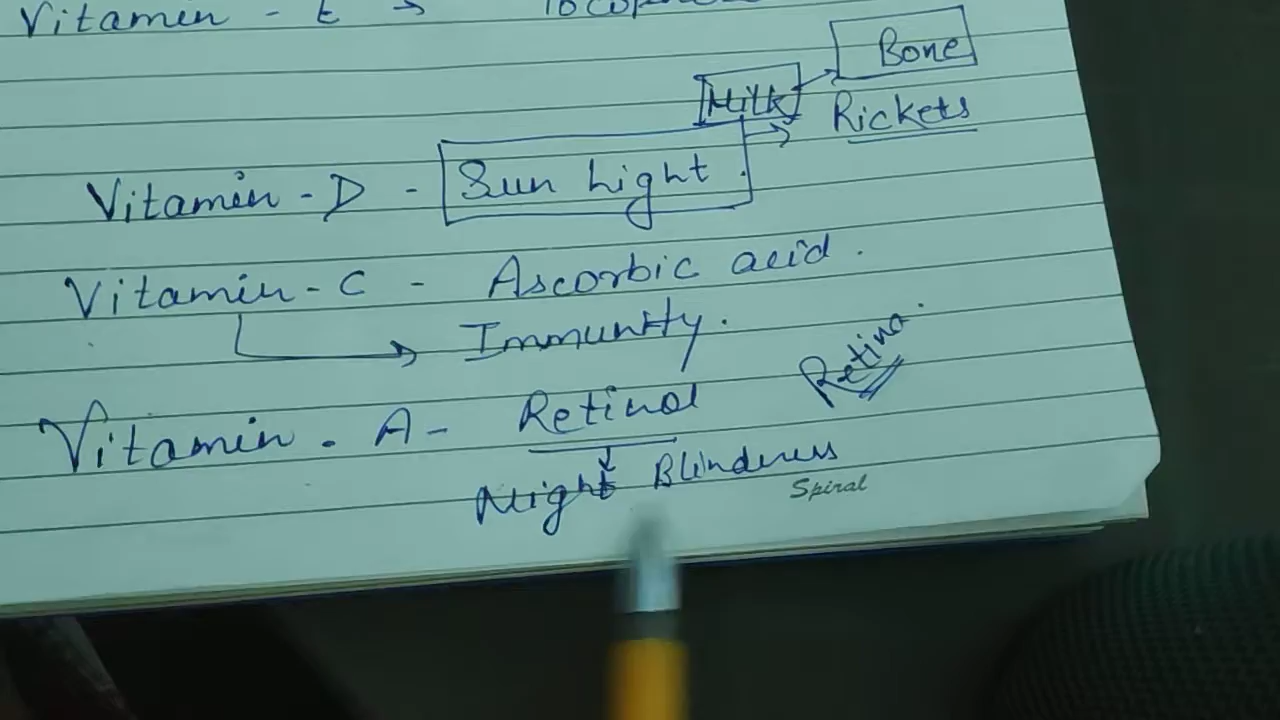 Vitamin - E →
Bone
Milk
Rickets
Vitamin - D - Sun Light.
Vitamin - C - Ascorbic acid.
Immunity.
Retina.
Vitamin - A - Retinol
Night Blindness
Spiral